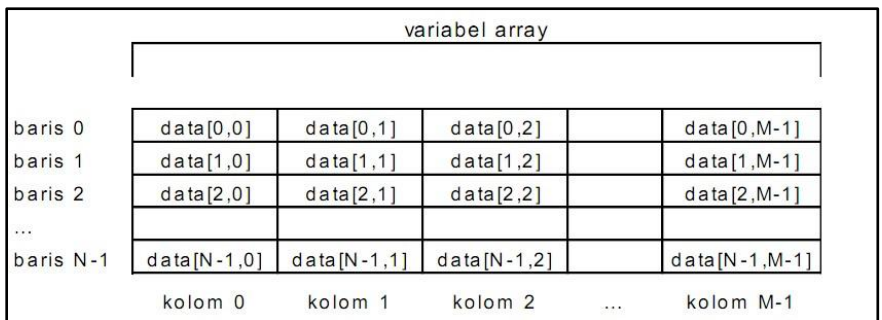 variabel array
baris 0 data[0,0] data[0,1] data[0,2] data[0,M-1]
baris 1 data[1,0] data[1,1] data[1,2] data[1,M-1]
baris 2 data[2,0] data[2,1] data[2,2] data[2,M-1]
...
baris N-1 data[N-1,0] data[N-1,1] data[N-1,2] data[N-1,M-1]
kolom 0 kolom 1 kolom 2 ... kolom M-1